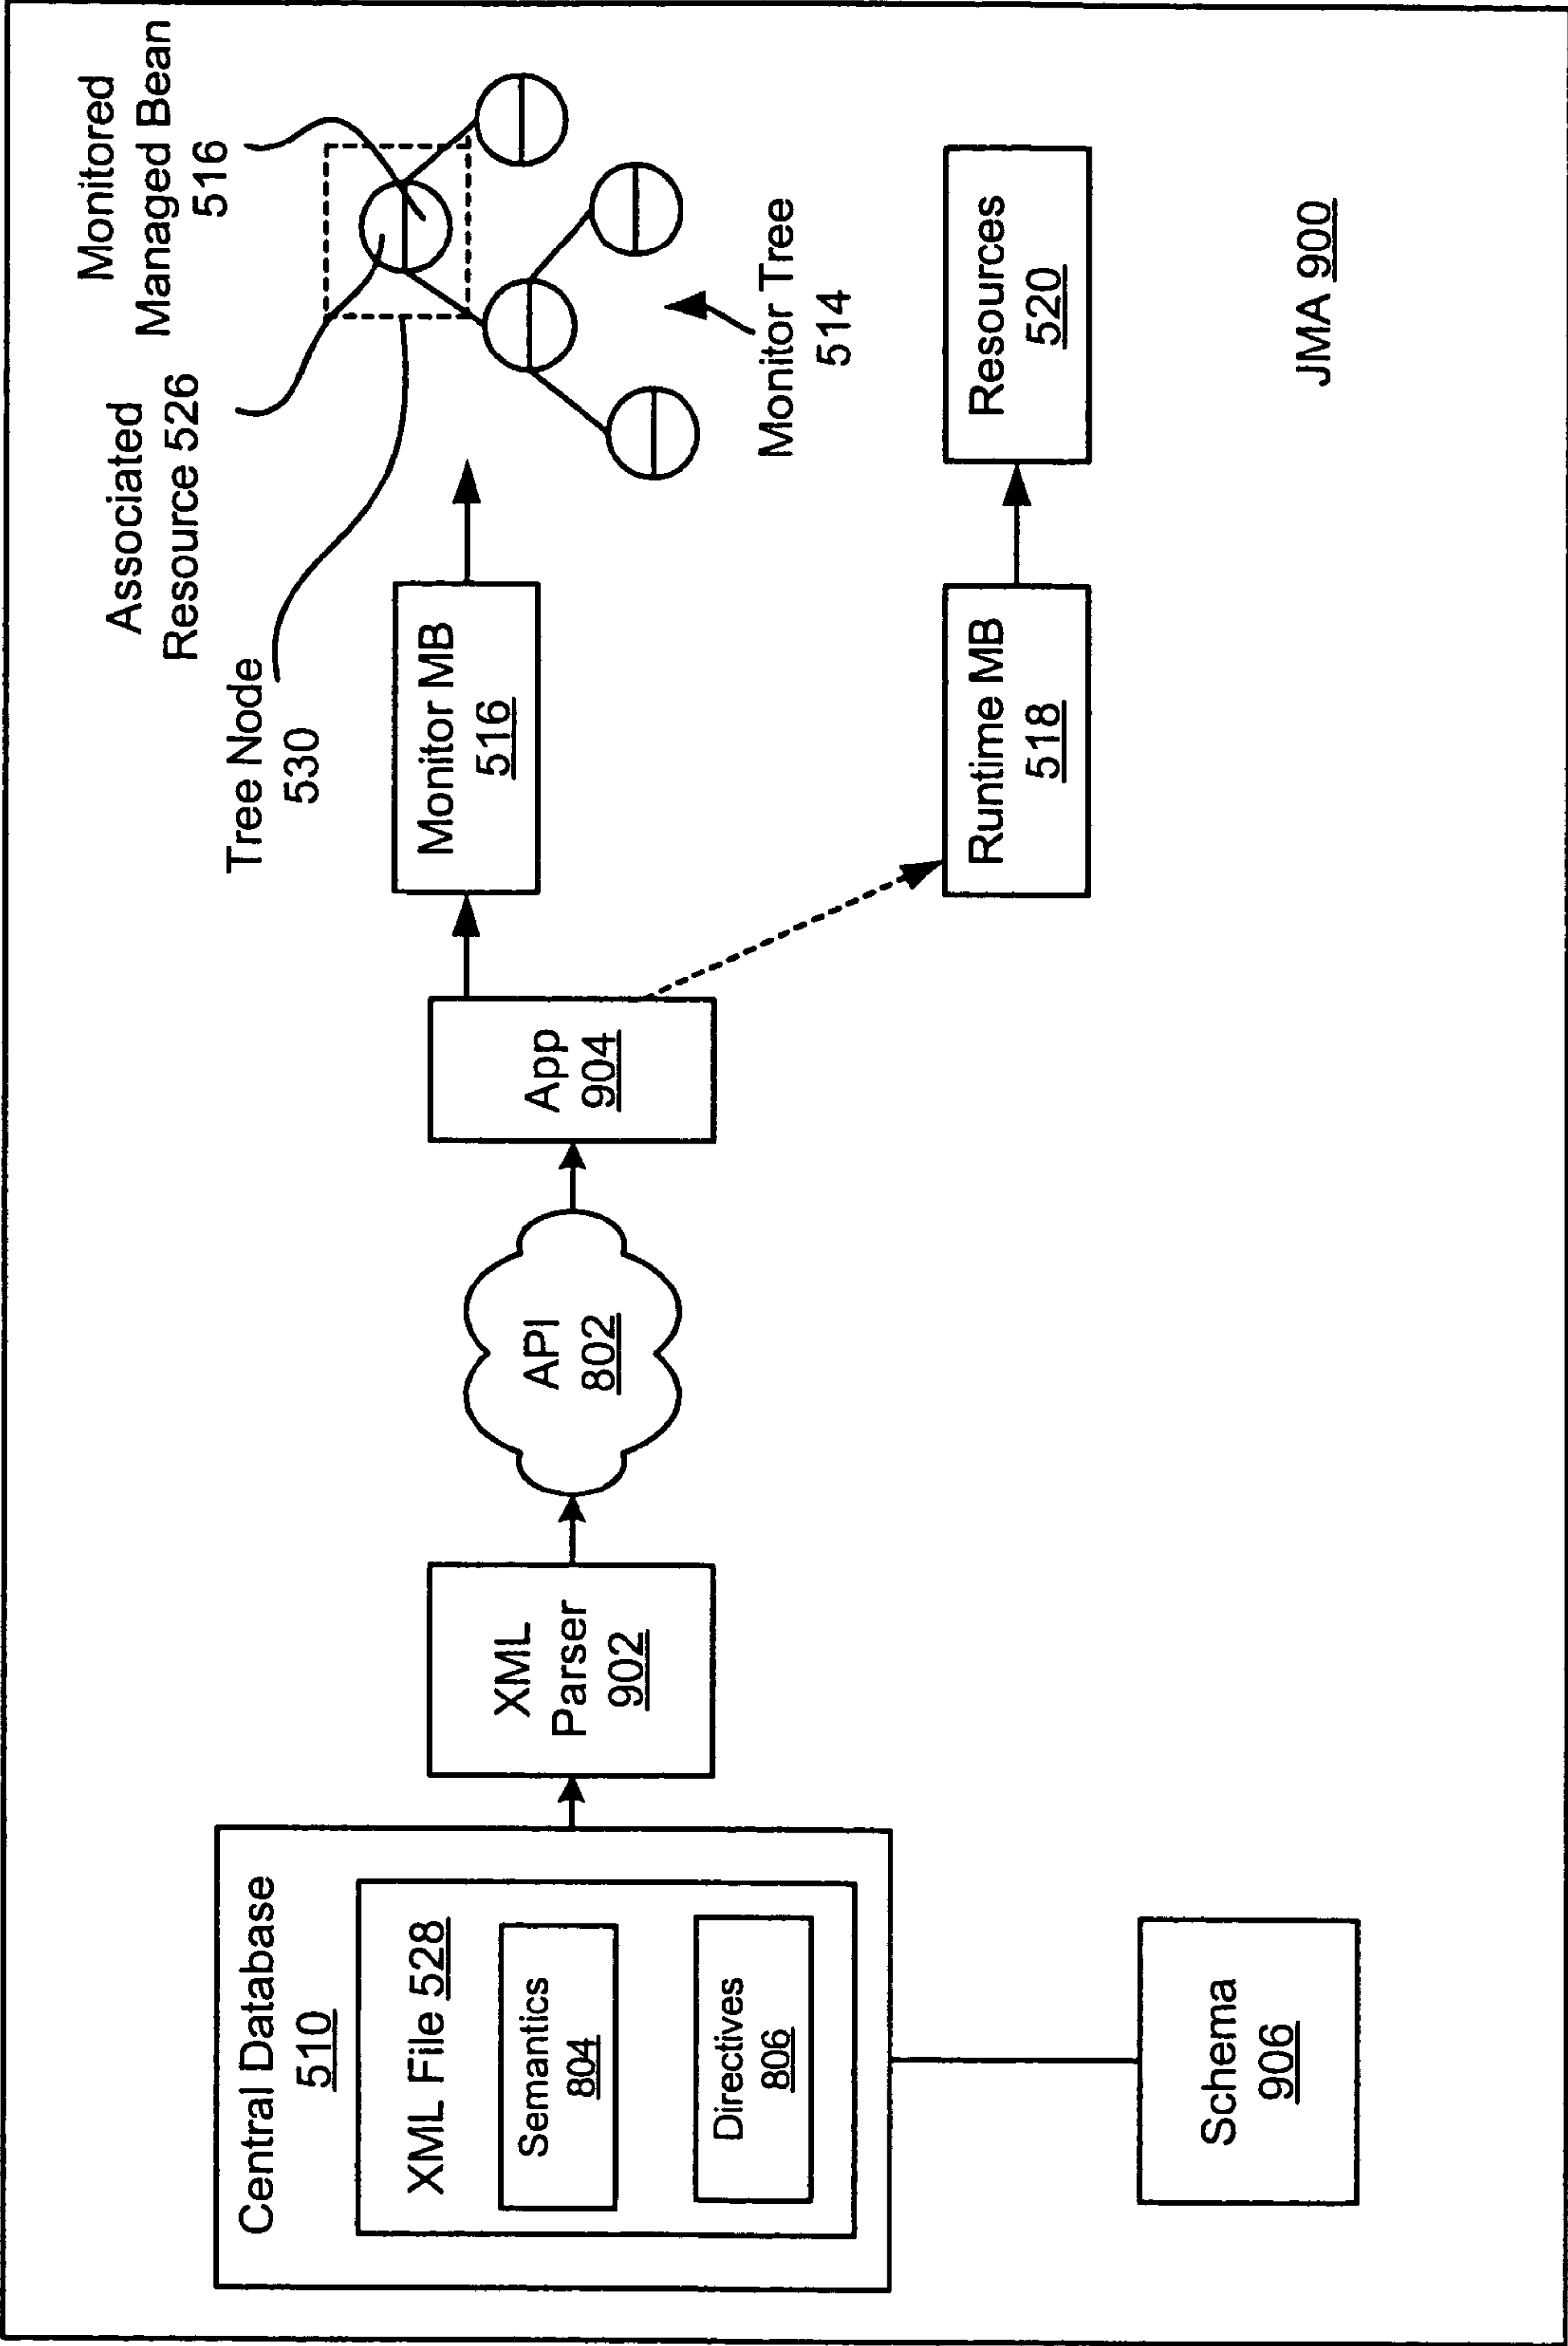 Central Database
510
XML File 528
Semantics
804
Directives
806
Schema
906
XML
Parser
902
API
802
App
904
Monitor MB
516
Runtime MB
518
Resources
520
Tree Node
530
Associated
Resource 526
Monitored
Managed Bean
516
Monitor Tree
514
JMA 900